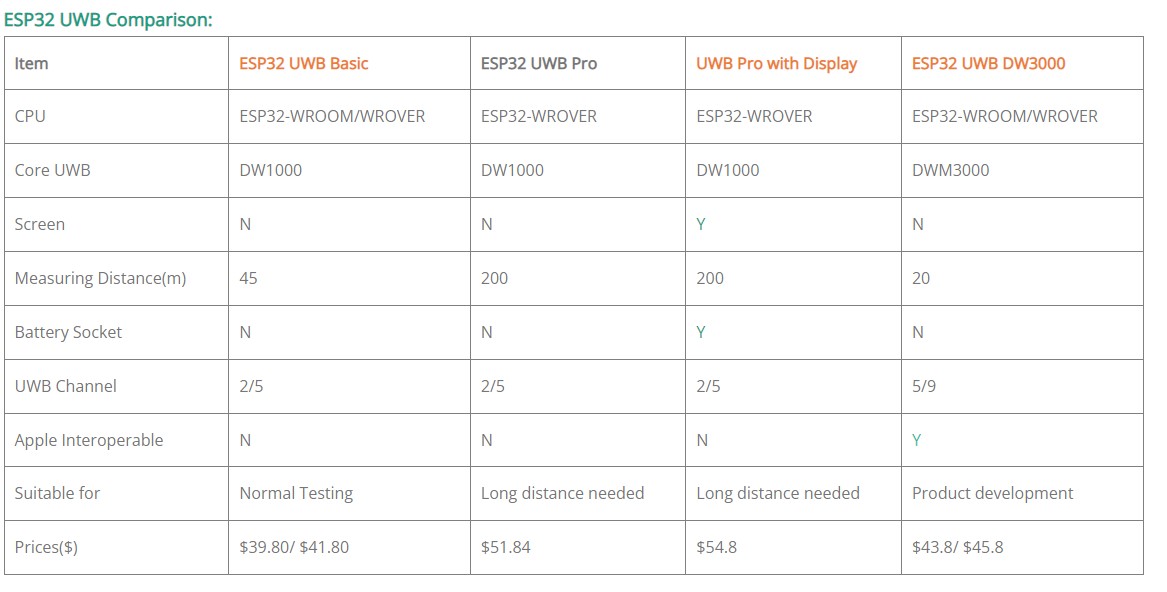 ESP32 UWB Comparison:
Item ESP32 UWB Basic ESP32 UWB Pro UWB Pro with Display ESP32 UWB DW3000
CPU ESP32-WROOM/WROVER ESP32-WROVER ESP32-WROVER ESP32-WROOM/WROVER
Core UWB DW1000 DW1000 DW1000 DWM3000
Screen N N Y N
Measuring Distance(m) 45 200 200 20
Battery Socket N N Y N
UWB Channel 2/5 2/5 2/5 5/9
Apple Interoperable N N N Y
Suitable for Normal Testing Long distance needed Long distance needed Product development
Prices($) $39.80/ $41.80 $51.84 $54.8 $43.8/ $45.8